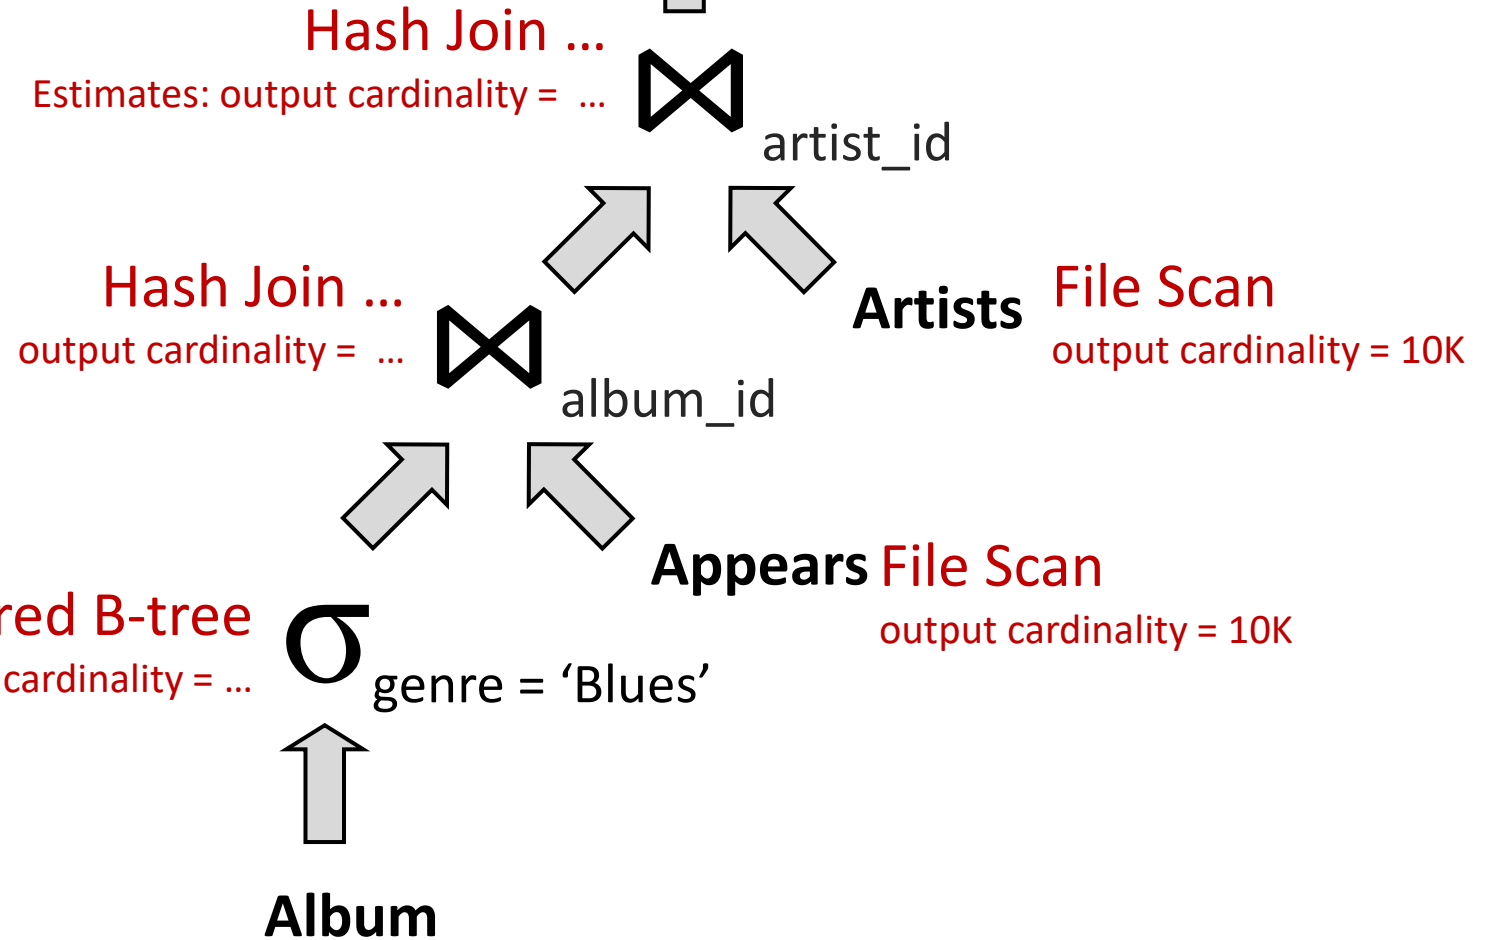 Hash Join ...
Estimates: output cardinality = ...
artist_id
Hash Join ...
output cardinality = ...
Artists File Scan
output cardinality = 10K
album_id
Appears File Scan
output cardinality = 10K
red B-tree
σ
cardinality = ...
genre = ‘Blues’
Album